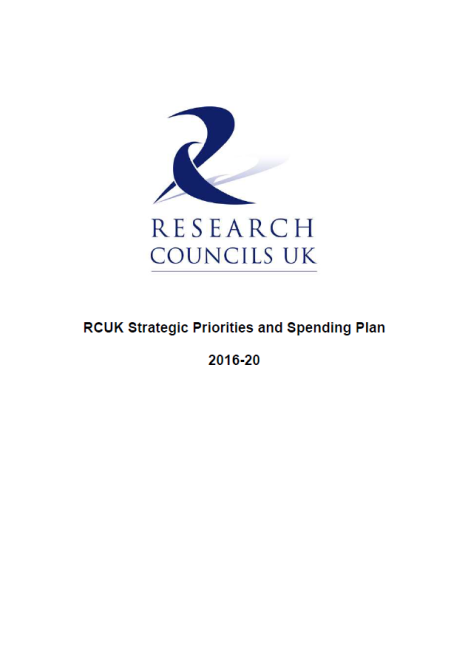 RESEARCH
COUNCILS UK
RCUK Strategic Priorities and Spending Plan
2016-20